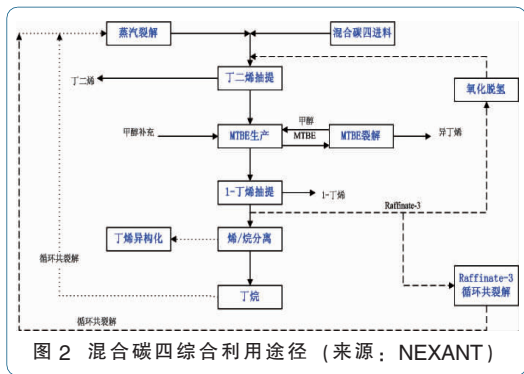 蒸汽裂解
混合碳四进料
丁二烯
丁二烯抽提
氧化脱氢
甲醇补充
MTBE生产
甲醇
MTBE
MTBE裂解
异丁烯
1-丁烯抽提
1-丁烯
Raffinate-3
丁烯异构化
烯/烷分离
循环共裂解
丁烷
Raffinate-3
循环共裂解
循环共裂解
图 2 混合碳四综合利用途径 (来源：NEXANT)